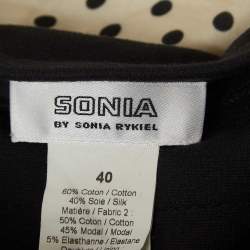 SONIA
BY SONIA RYKIEL
40
60% Coton / Cotton
40% Soie / Silk
Matière / Fabric 2 :
50% Coton / Cotton
45% Modal / Modal
5% Elasthanne / Elastane